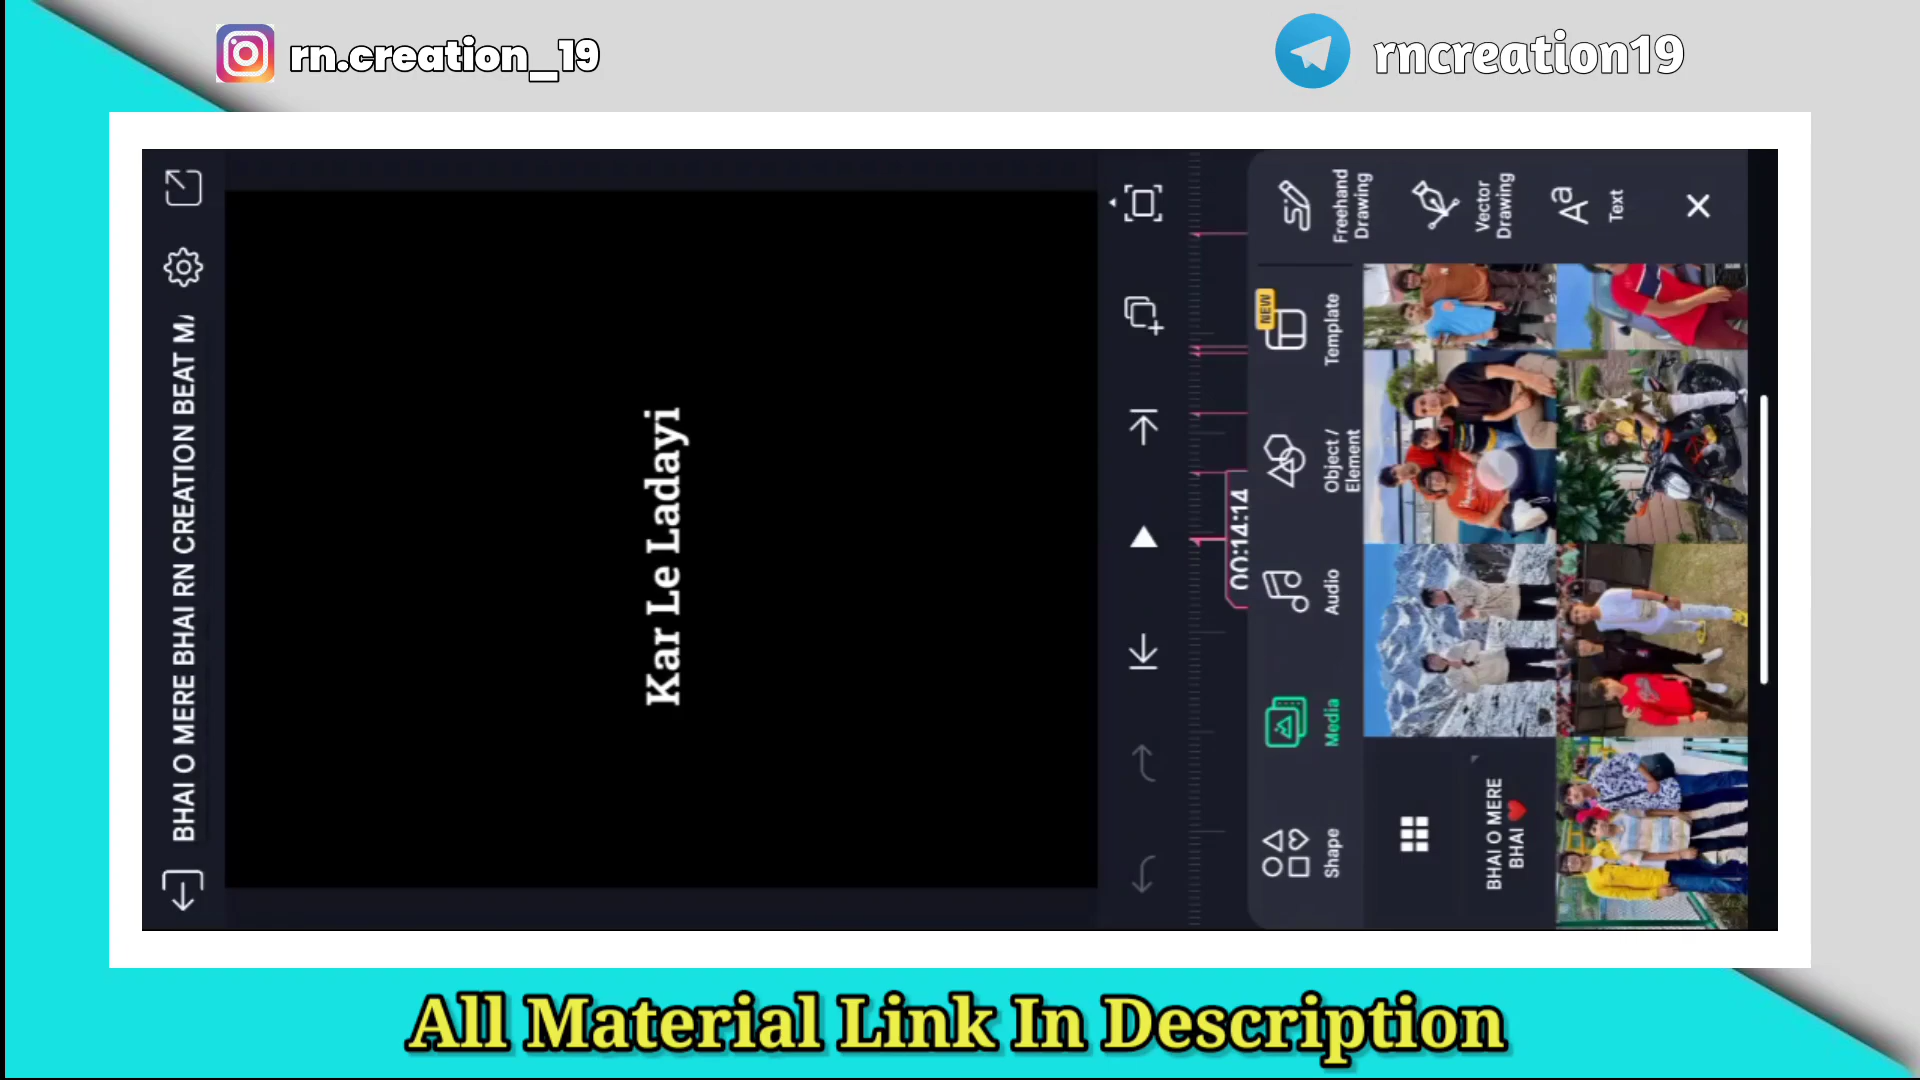 rn.creation_19
rncreation19
BHAI O MERE BHAI RN CREATION BEAT M
Kar Le Ladayi
00:14:14
Freehand
Drawing
Vector
Drawing
Aa
Text
NEW
Template
Object /
Element
Audio
Media
Shape
BHAI O MERE
BHAI ❤️
All Material Link In Description